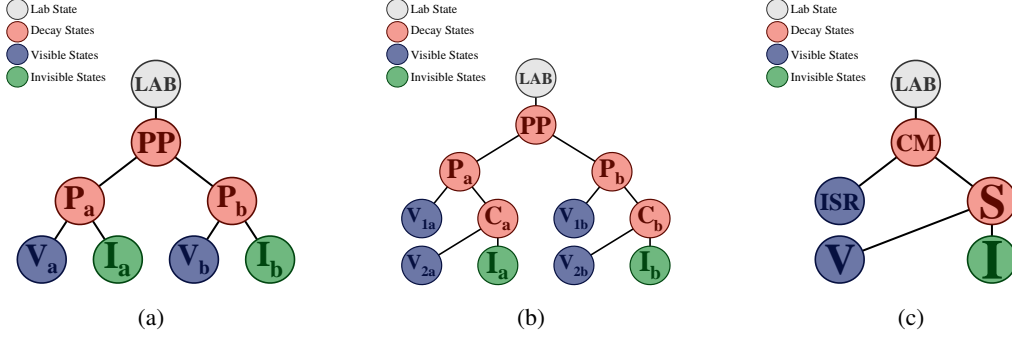 Lab State
Decay States
Visible States
Invisible States
LAB
PP
Pa Pb
Va Ia Vb Ib
(a)
Lab State
Decay States
Visible States
Invisible States
LAB
PP
Pa Pb
V1a Ca V1b Cb
V2a Ia V2b Ib
(b)
Lab State
Decay States
Visible States
Invisible States
LAB
CM
ISR S
V I
(c)